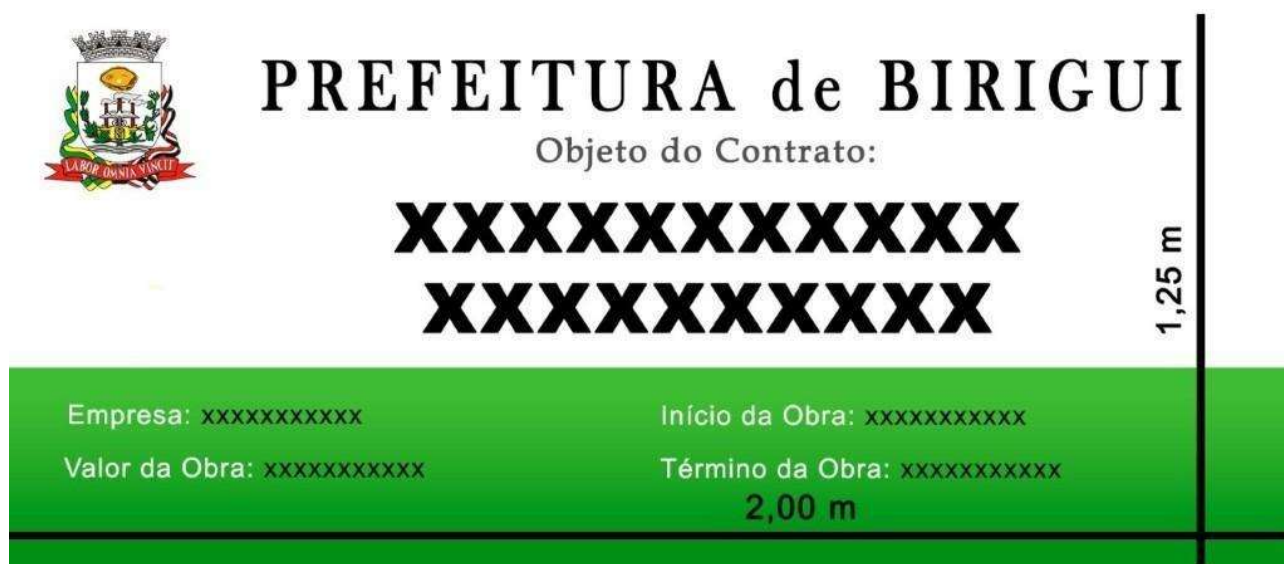 PREFEITURA de BIRIGUI
Objeto do Contrato:
xxxxxxxxxxx
xxxxxxxxxx
LABOR OMNIA VINCIT
1,25 m
Empresa: xxxxxxxxxxx
Início da Obra: xxxxxxxxxxx
Valor da Obra: xxxxxxxxxxx
Término da Obra: xxxxxxxxxxx
2,00 m